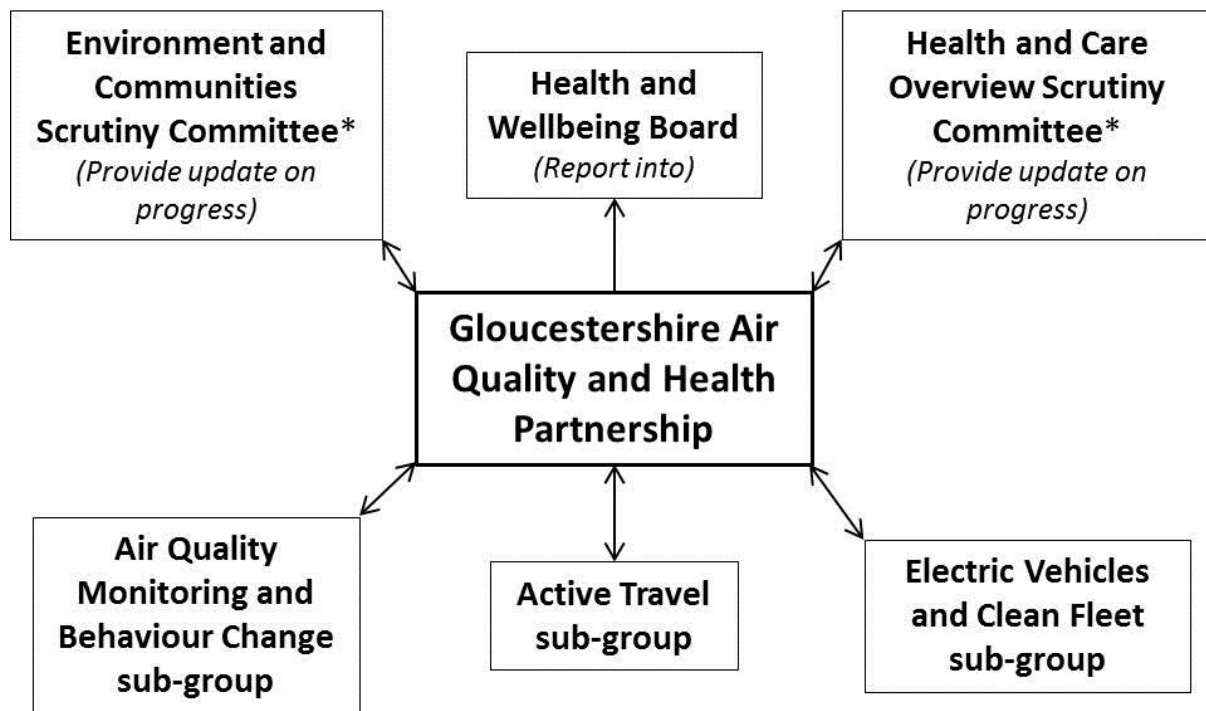 Environment and
Communities
Scrutiny Committee*
(Provide update on
progress)
Health and
Wellbeing Board
(Report into)
Health and Care
Overview Scrutiny
Committee*
(Provide update on
progress)
Gloucestershire Air
Quality and Health
Partnership
Air Quality
Monitoring and
Behaviour Change
sub-group
Active Travel
sub-group
Electric Vehicles
and Clean Fleet
sub-group